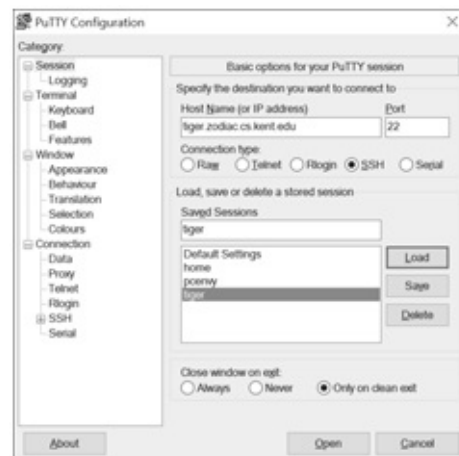 PuTTY Configuration
Category:
Session
Logging
Terminal
Keyboard
Bell
Features
Window
Appearance
Behaviour
Translation
Selection
Colours
Connection
Data
Proxy
Telnet
Rlogin
SSH
Serial
Basic options for your PuTTY session
Specify the destination you want to connect to
Host Name (or IP address) Port
tiger.zodiac.cs.kent.edu 22
Connection type:
Raw Telnet Rlogin SSH Serial
Load, save or delete a stored session
Saved Sessions
tiger
Default Settings
home
pcenvy
tiger
Load
Save
Delete
Close window on exit:
Always Never Only on clean exit
About Open Cancel